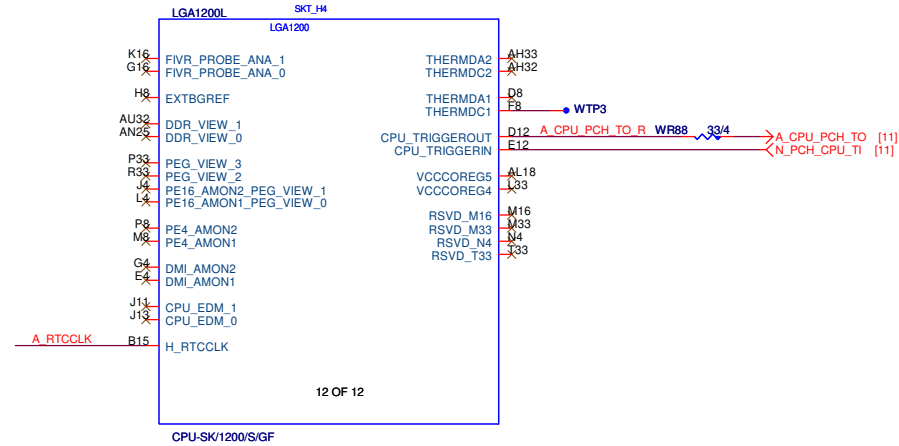 LGA1200L SKT_H4
LGA1200
K16 FIVR_PROBE_ANA_1 THERMDA2 AH33
G16 FIVR_PROBE_ANA_0 THERMDC2 AH32
H8 EXTBGREF THERMDA1 D8
THERMDC1 F8 WTP3
AU32 DDR_VIEW_1
AN25 DDR_VIEW_0 CPU_TRIGGEROUT D12 A_CPU_PCH_TO_R WR88 33/4 A_CPU_PCH_TO [11]
CPU_TRIGGERIN E12 N_PCH_CPU_TI [11]
P33 PEG_VIEW_3
R33 PEG_VIEW_2 VCCCOREG5 AL18
J4 PE16_AMON2_PEG_VIEW_1 VCCCOREG4 L33
L4 PE16_AMON1_PEG_VIEW_0
RSVD_M16 M16
P8 PE4_AMON2 RSVD_M33 M33
M8 PE4_AMON1 RSVD_N4 N4
RSVD_T33 T33
G4 DMI_AMON2
E4 DMI_AMON1
J11 CPU_EDM_1
J13 CPU_EDM_0
A_RTCCLK B15 H_RTCCLK
12 OF 12
CPU-SK/1200/S/GF